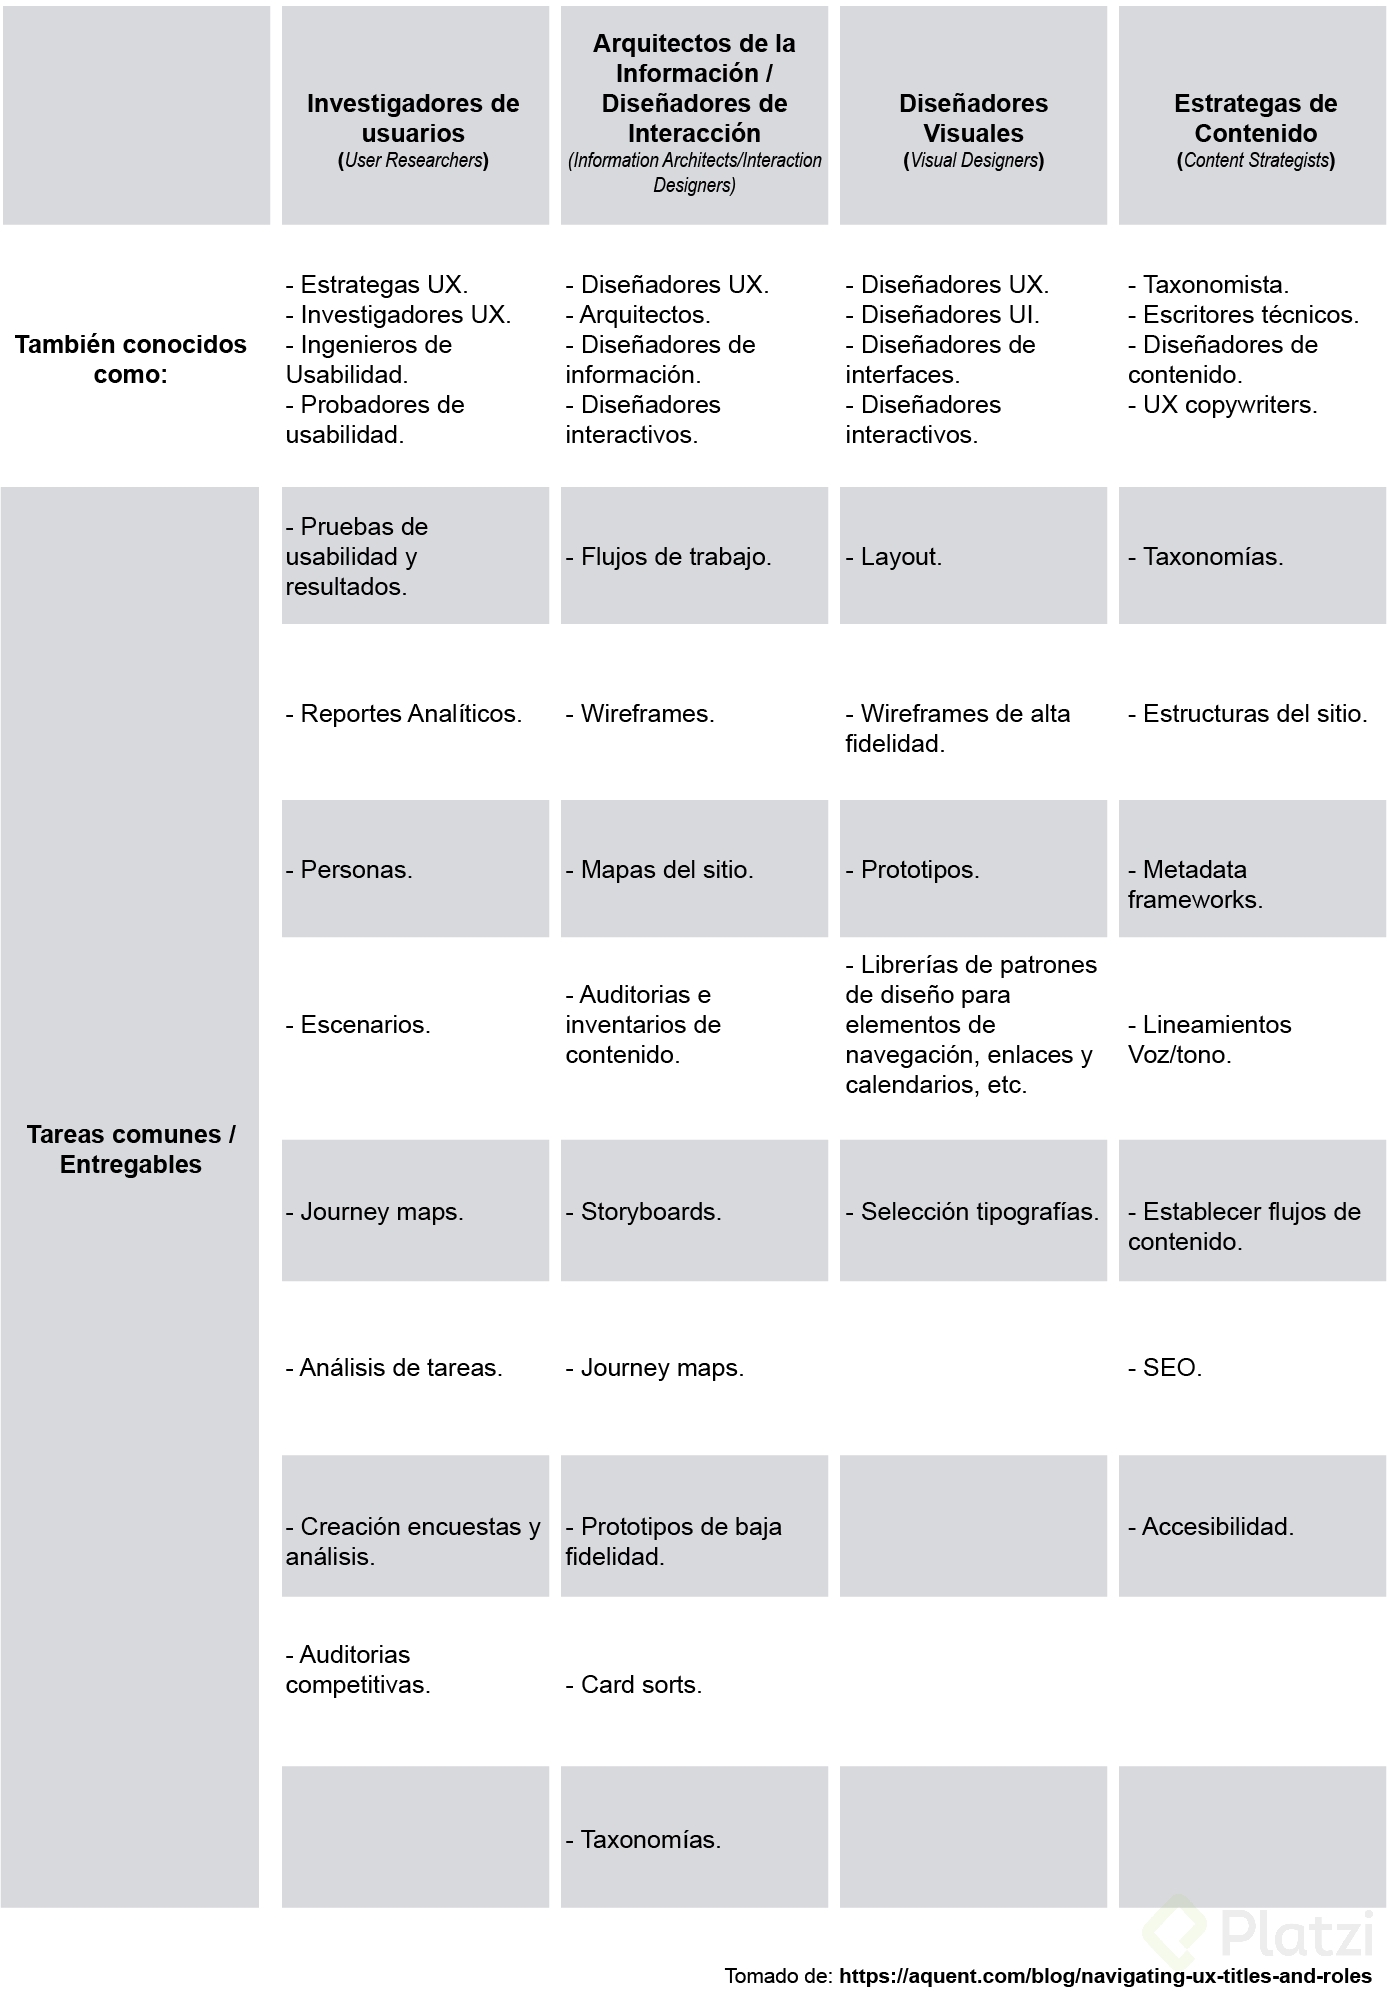 Investigadores de
usuarios
(User Researchers)
Arquitectos de la
Información /
Diseñadores de
Interacción
(Information Architects/Interaction
Designers)
Diseñadores
Visuales
(Visual Designers)
Estrategas de
Contenido
(Content Strategists)
También conocidos
como:
- Estrategas UX.
- Investigadores UX.
- Ingenieros de
Usabilidad.
- Probadores de
usabilidad.
- Diseñadores UX.
- Arquitectos.
- Diseñadores de
información.
- Diseñadores
interactivos.
- Diseñadores UX.
- Diseñadores UI.
- Diseñadores de
interfaces.
- Diseñadores
interactivos.
- Taxonomista.
- Escritores técnicos.
- Diseñadores de
contenido.
- UX copywriters.
Tareas comunes /
Entregables
- Pruebas de
usabilidad y
resultados.
- Flujos de trabajo.
- Layout.
- Taxonomías.
- Reportes Analíticos.
- Wireframes.
- Wireframes de alta
fidelidad.
- Estructuras del sitio.
- Personas.
- Mapas del sitio.
- Prototipos.
- Metadata
frameworks.
- Escenarios.
- Auditorias e
inventarios de
contenido.
- Librerías de patrones
de diseño para
elementos de
navegación, enlaces y
calendarios, etc.
- Lineamientos
Voz/tono.
- Journey maps.
- Storyboards.
- Selección tipografías.
- Establecer flujos de
contenido.
- Análisis de tareas.
- Journey maps.
- SEO.
- Creación encuestas y
análisis.
- Prototipos de baja
fidelidad.
- Accesibilidad.
- Auditorias
competitivas.
- Card sorts.
- Taxonomías.
Platzi
Tomado de: https://aquent.com/blog/navigating-ux-titles-and-roles